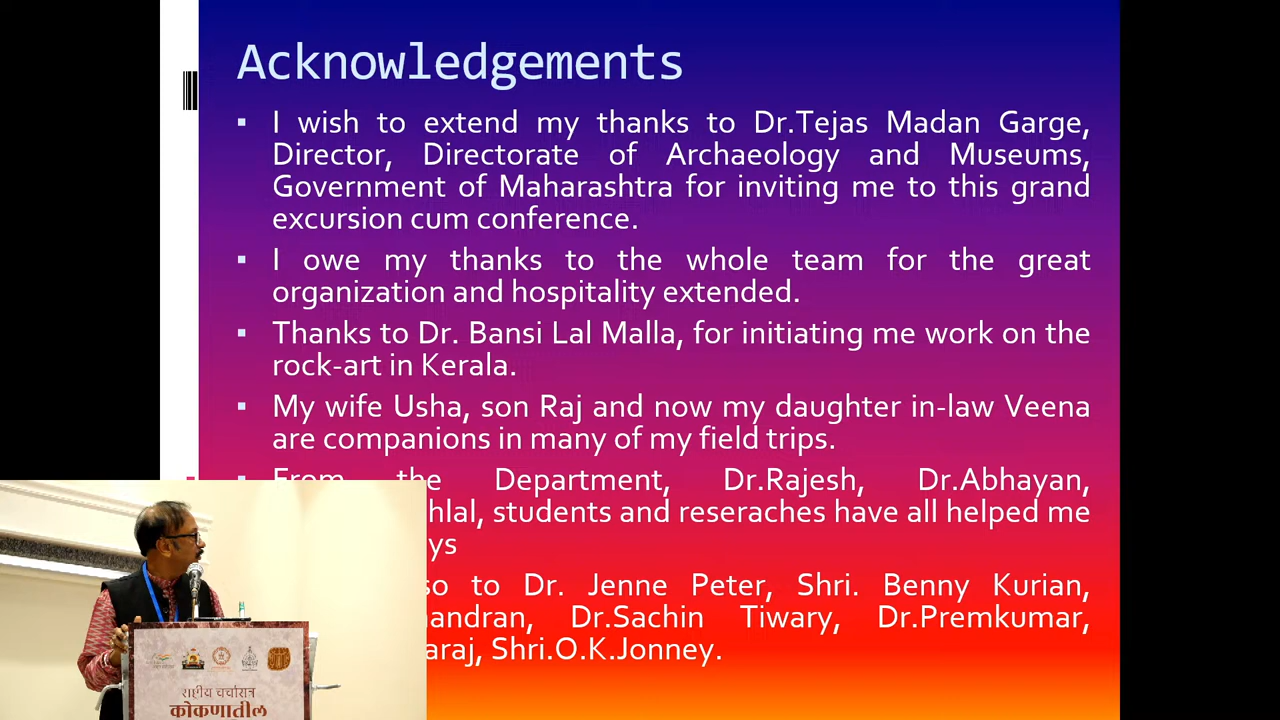 Acknowledgements
▪ I wish to extend my thanks to Dr.Tejas Madan Garge,
Director, Directorate of Archaeology and Museums,
Government of Maharashtra for inviting me to this grand
excursion cum conference.
▪ I owe my thanks to the whole team for the great
organization and hospitality extended.
▪ Thanks to Dr. Bansi Lal Malla, for initiating me work on the
rock-art in Kerala.
▪ My wife Usha, son Raj and now my daughter in-law Veena
are companions in many of my field trips.
From the Department, Dr.Rajesh, Dr.Abhayan,
hlal, students and reseraches have all helped me
ys
so to Dr. Jenne Peter, Shri. Benny Kurian,
andran, Dr.Sachin Tiwary, Dr.Premkumar,
araj, Shri.O.K.Jonney.
राष्ट्रीय चर्चासत्र
कोकणातील